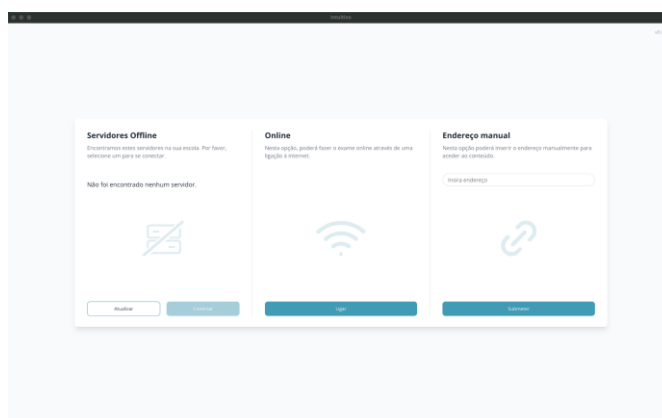 Intuitivo
Servidores Offline
Encontramos estes servidores na sua escola. Por favor,
selecione um para se conectar.
Não foi encontrado nenhum servidor.
Atualizar
Conectar
Online
Nesta opção, poderá fazer o exame online através de uma
ligação à internet.
Ligar
Endereço manual
Nesta opção poderá inserir o endereço manualmente para
aceder ao conteúdo.
Insira endereço
Submeter